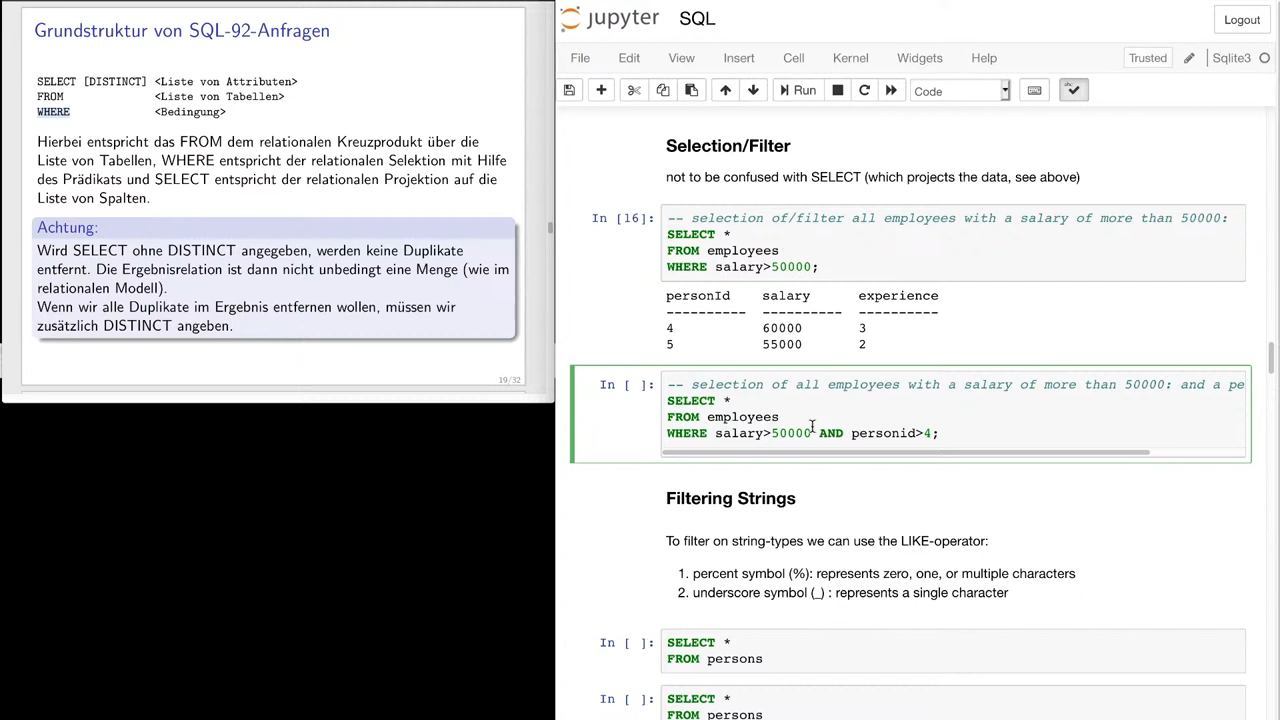 Grundstruktur von SQL-92-Anfragen
SELECT [DISTINCT] <Liste von Attributen>
FROM <Liste von Tabellen>
WHERE <Bedingung>
Hierbei entspricht das FROM dem relationalen Kreuzprodukt über die
Liste von Tabellen, WHERE entspricht der relationalen Selektion mit Hilfe
des Prädikats und SELECT entspricht der relationalen Projektion auf die
Liste von Spalten.
Achtung:
Wird SELECT ohne DISTINCT angegeben, werden keine Duplikate
entfernt. Die Ergebnisrelation ist dann nicht unbedingt eine Menge (wie im
relationalen Modell).
Wenn wir alle Duplikate im Ergebnis entfernen wollen, müssen wir
zusätzlich DISTINCT angeben.
19/32
jupyter SQL
Logout
File Edit View Insert Cell Kernel Widgets Help
Trusted
Sqlite3
Run
Code
Selection/Filter
not to be confused with SELECT (which projects the data, see above)
In [16]:
-- selection of/filter all employees with a salary of more than 50000:
SELECT *
FROM employees
WHERE salary>50000;
personId salary experience
---------- ---------- ----------
4 60000 3
5 55000 2
In [ ]:
-- selection of all employees with a salary of more than 50000: and a pe
SELECT *
FROM employees
WHERE salary>50000 AND personid>4;
Filtering Strings
To filter on string-types we can use the LIKE-operator:
1. percent symbol (%): represents zero, one, or multiple characters
2. underscore symbol (_) : represents a single character
In [ ]:
SELECT *
FROM persons
In [ ]:
SELECT *
FROM persons